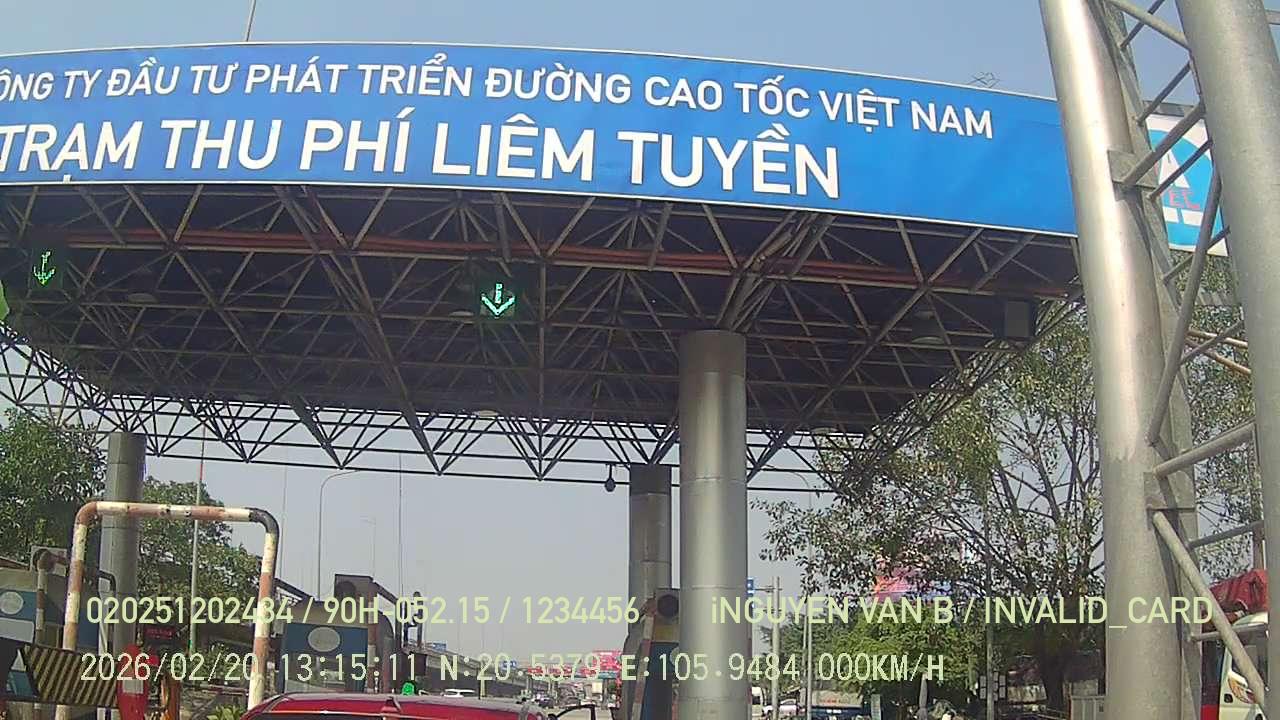 ÔNG TY ĐẦU TƯ PHÁT TRIỂN ĐƯỜNG CAO TỐC VIỆT NAM
TRẠM THU PHÍ LIÊM TUYỀN
020251202484 / 90H-052.15 / 1234456 iNGUYEN VAN B / INVALID_CARD
2026/02/20 13:15:11 N:20.5379 E:105.9484 000KM/H